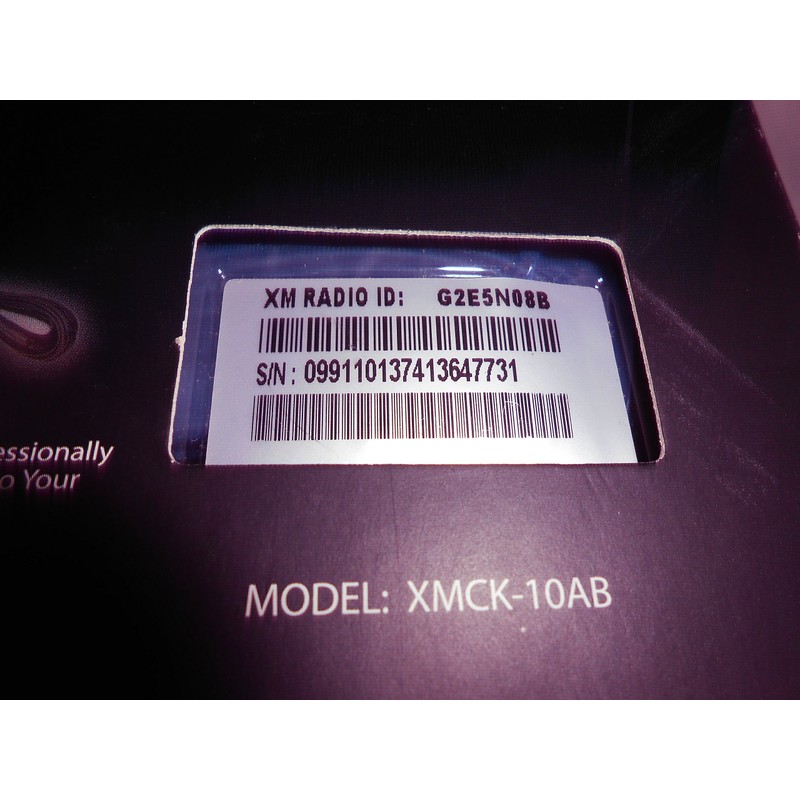 XM RADIO ID: G2E5N08B
S/N : 099110137413647731
essionally
o Your
MODEL: XMCK-10AB